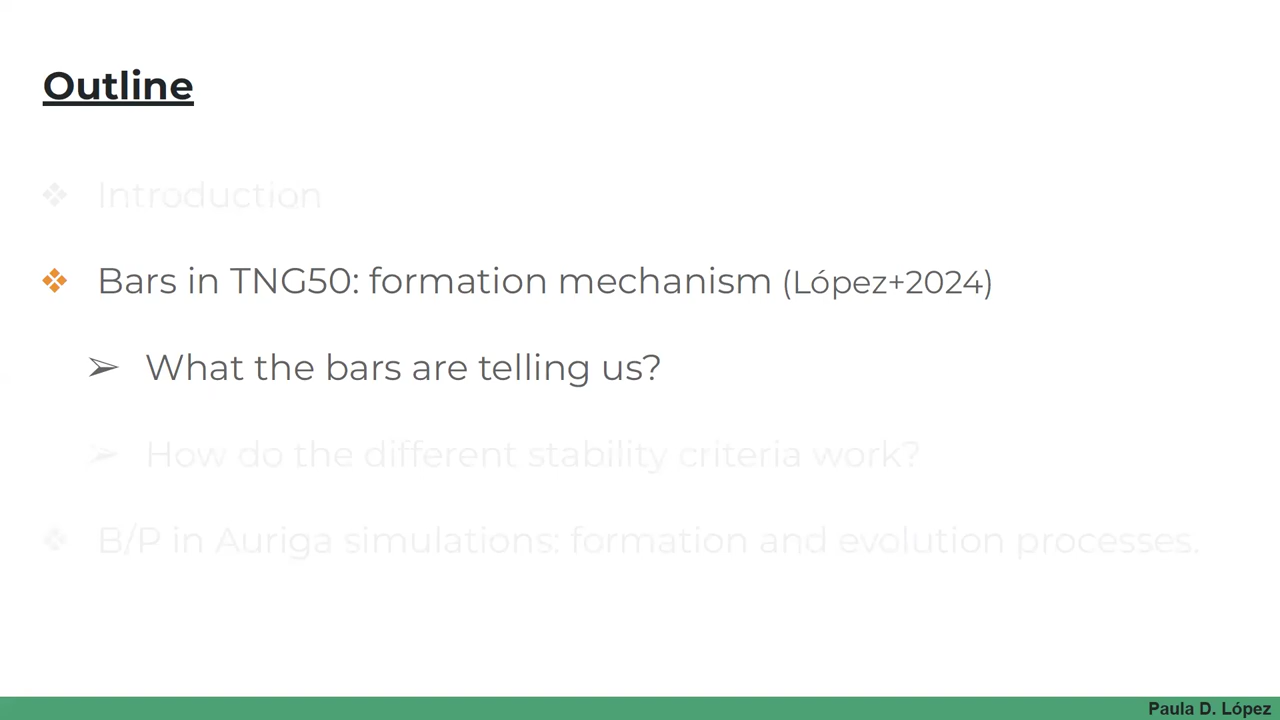 Outline
❖ Introduction
❖ Bars in TNG50: formation mechanism (López+2024)
➢ What the bars are telling us?
➢ How do the different stability criteria work?
❖ B/P in Auriga simulations: formation and evolution processes.
Paula D. López